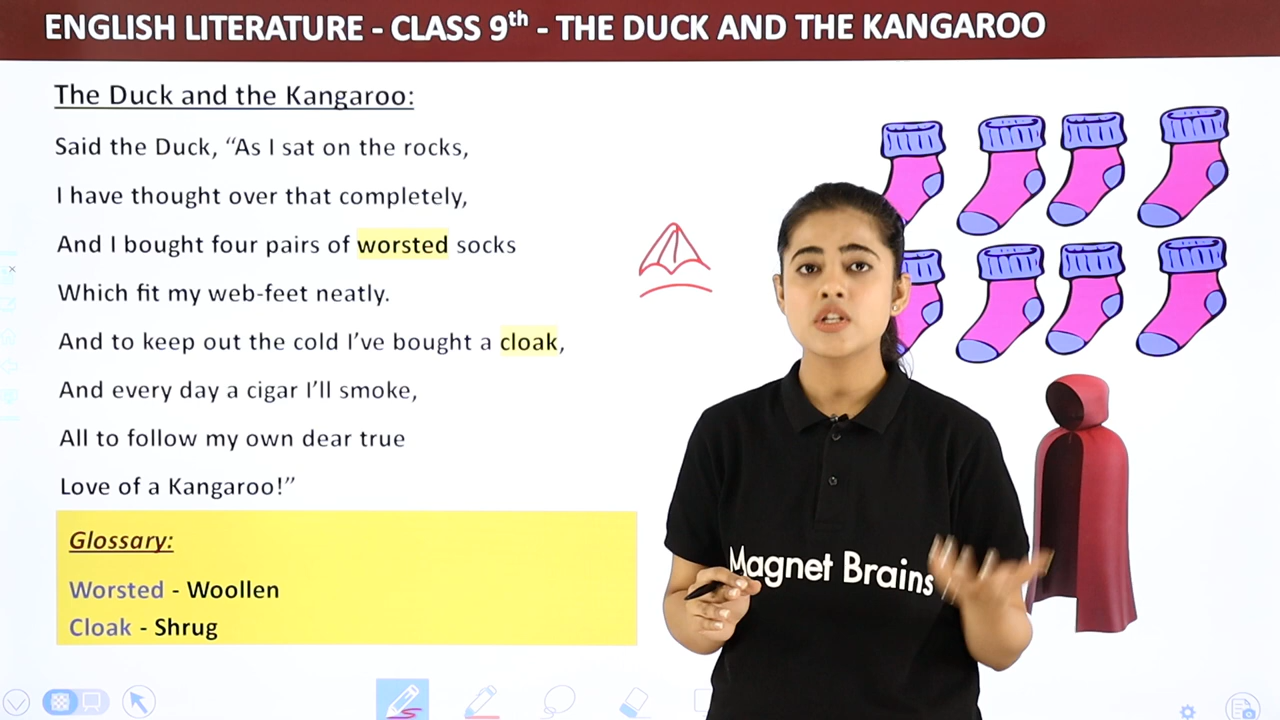 ENGLISH LITERATURE - CLASS 9th - THE DUCK AND THE KANGAROO
The Duck and the Kangaroo:
Said the Duck, “As I sat on the rocks,
I have thought over that completely,
And I bought four pairs of worsted socks
Which fit my web-feet neatly.
And to keep out the cold I’ve bought a cloak,
And every day a cigar I’ll smoke,
All to follow my own dear true
Love of a Kangaroo!”
Glossary:
Worsted - Woollen
Cloak - Shrug
Magnet Brains